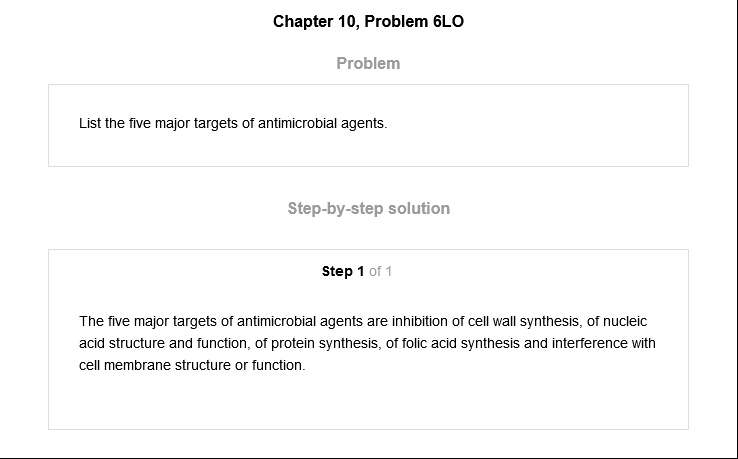 Chapter 10, Problem 6LO
Problem
List the five major targets of antimicrobial agents.
Step-by-step solution
Step 1 of 1
The five major targets of antimicrobial agents are inhibition of cell wall synthesis, of nucleic
acid structure and function, of protein synthesis, of folic acid synthesis and interference with
cell membrane structure or function.